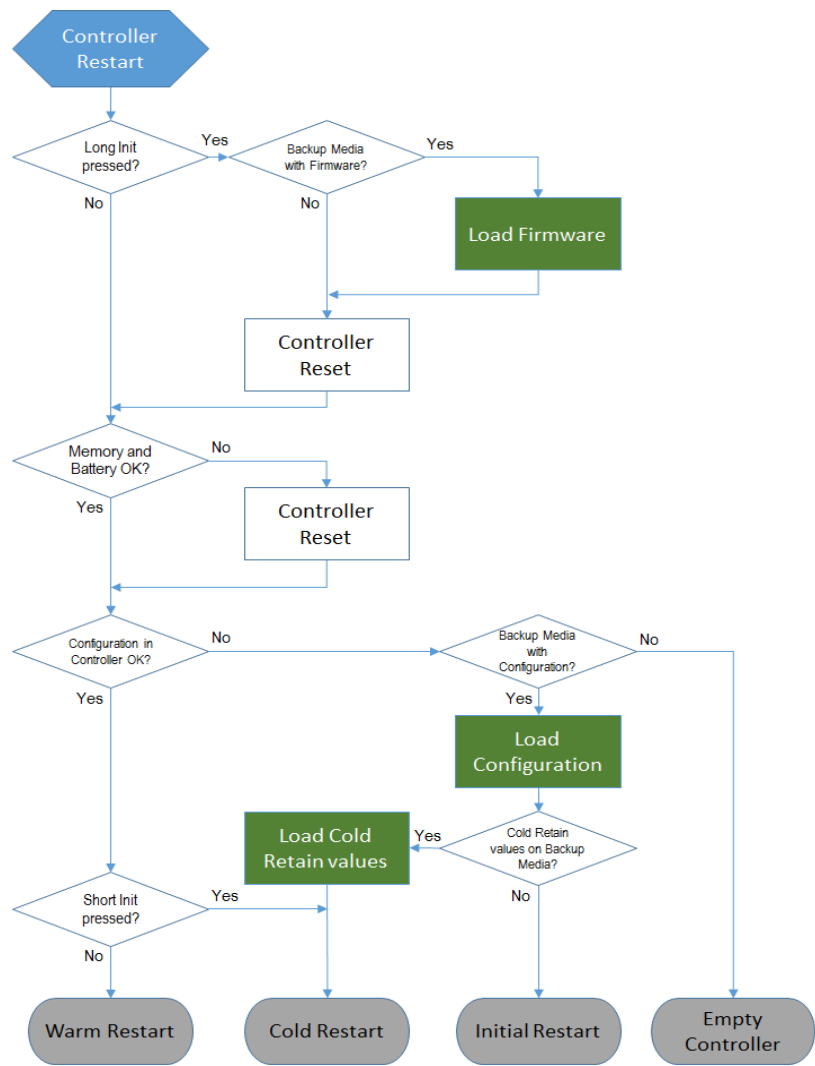 Controller
Restart
Long Init
pressed?
Yes
Backup Media
with Firmware?
Yes
No
No
Load Firmware
Controller
Reset
Memory and
Battery OK?
No
Yes
Controller
Reset
Configuration in
Controller OK?
No
Backup Media
with
Configuration?
No
Yes
Yes
Load
Configuration
Load Cold
Retain values
Yes
Cold Retain
values on Backup
Media?
Short Init
pressed?
Yes
No
No
Warm Restart
Cold Restart
Initial Restart
Empty
Controller